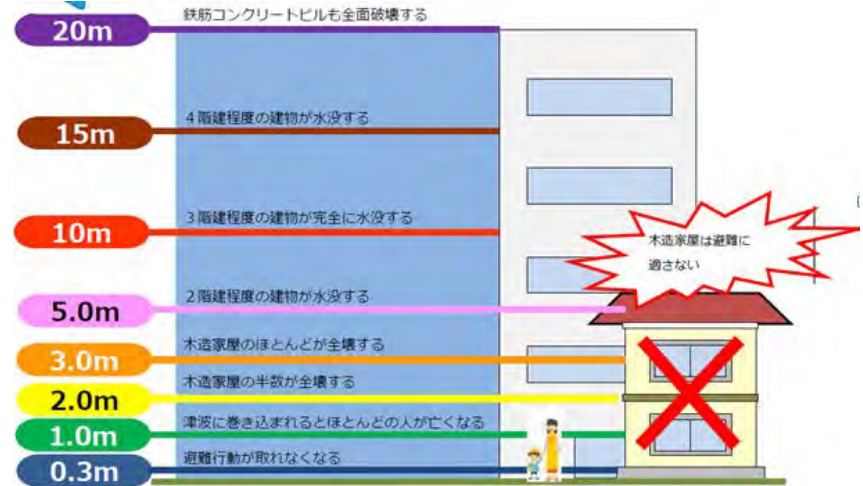 鉄筋コンクリートビルも全面破壊する
20m
4階建程度の建物が水没する
15m
3階建程度の建物が完全に水没する
10m
木造家屋は避難に
適さない
2階建程度の建物が水没する
5.0m
木造家屋のほとんどが全壊する
3.0m
木造家屋の半数が全壊する
2.0m
津波に巻き込まれるとほとんどの人が亡くなる
1.0m
避難行動が取れなくなる
0.3m